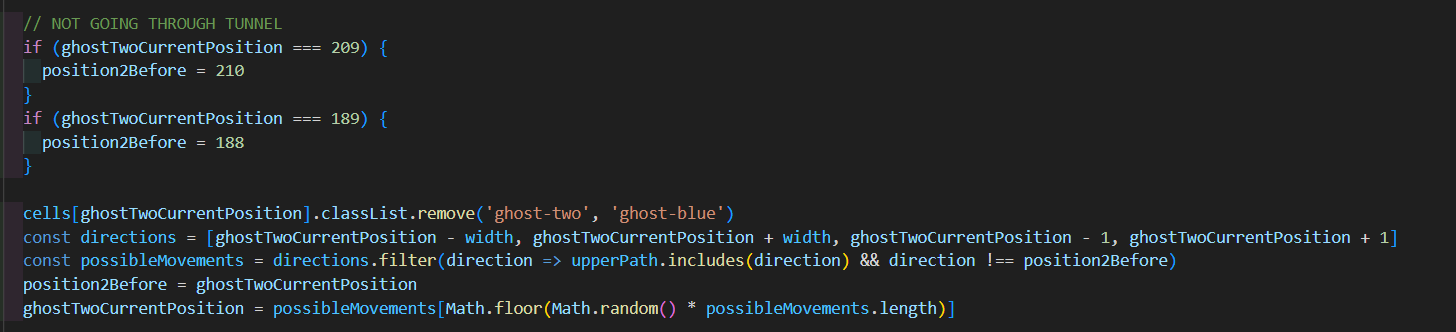 // NOT GOING THROUGH TUNNEL
if (ghostTwoCurrentPosition === 209) {
  position2Before = 210
}
if (ghostTwoCurrentPosition === 189) {
  position2Before = 188
}

cells[ghostTwoCurrentPosition].classList.remove('ghost-two', 'ghost-blue')
const directions = [ghostTwoCurrentPosition - width, ghostTwoCurrentPosition + width, ghostTwoCurrentPosition - 1, ghostTwoCurrentPosition + 1]
const possibleMovements = directions.filter(direction => upperPath.includes(direction) && direction !== position2Before)
position2Before = ghostTwoCurrentPosition
ghostTwoCurrentPosition = possibleMovements[Math.floor(Math.random() * possibleMovements.length)]